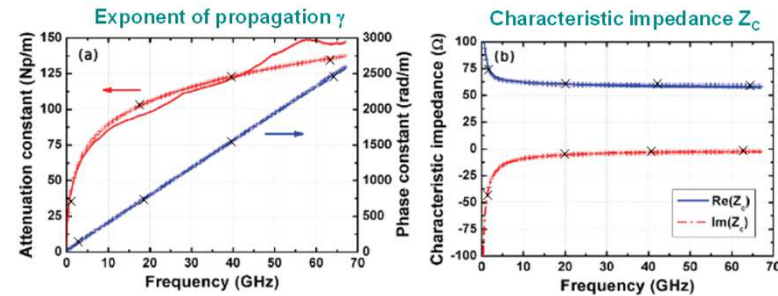 Exponent of propagation γ
Characteristic impedance Z_C
150
125
100
75
50
25
0
Attenuation constant (Np/m)
(a)
3000
2500
2000
1500
1000
500
0
Phase constant (rad/m)
0 10 20 30 40 50 60 70
Frequency (GHz)
100
75
50
25
0
-25
-50
-75
-100
Characteristic impedance (Ω)
(b)
Re(Z_c)
Im(Z_c)
0 10 20 30 40 50 60 70
Frequency (GHz)